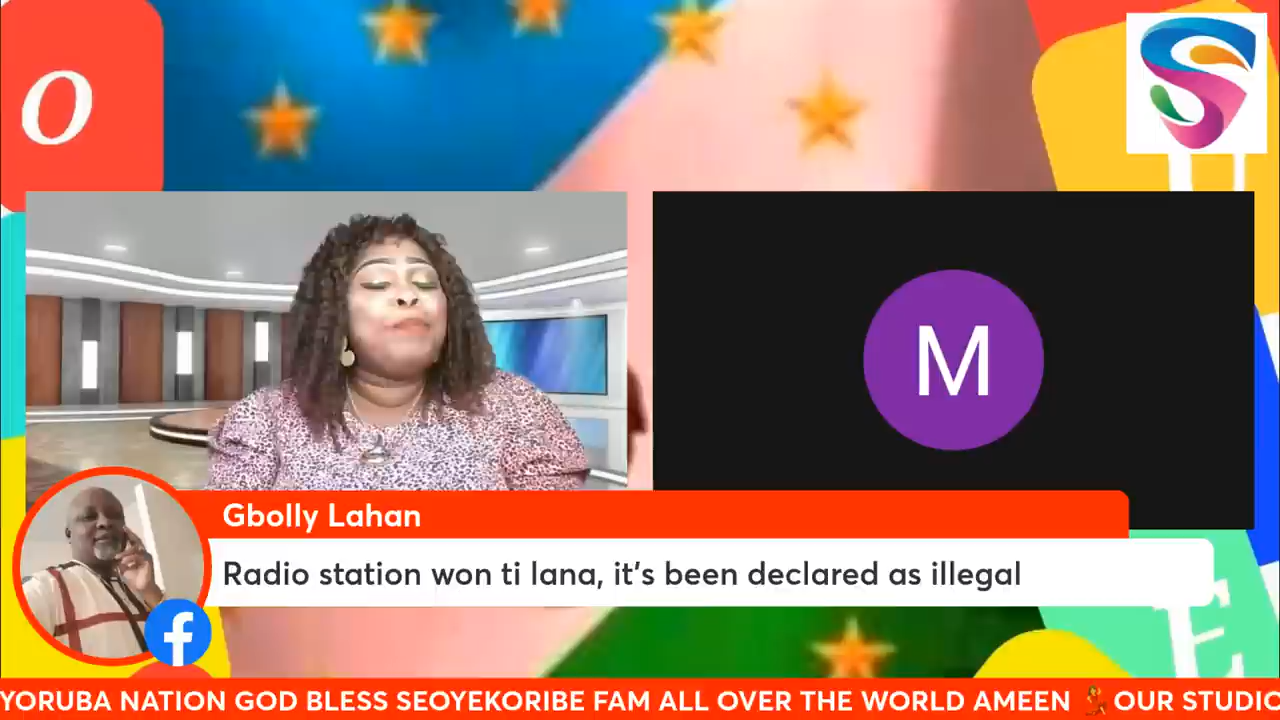 O
M
Gbolly Lahan
Radio station won ti lana, it's been declared as illegal
E
YORUBA NATION GOD BLESS SEOYEKORIBE FAM ALL OVER THE WORLD AMEEN 💃 OUR STUDIO